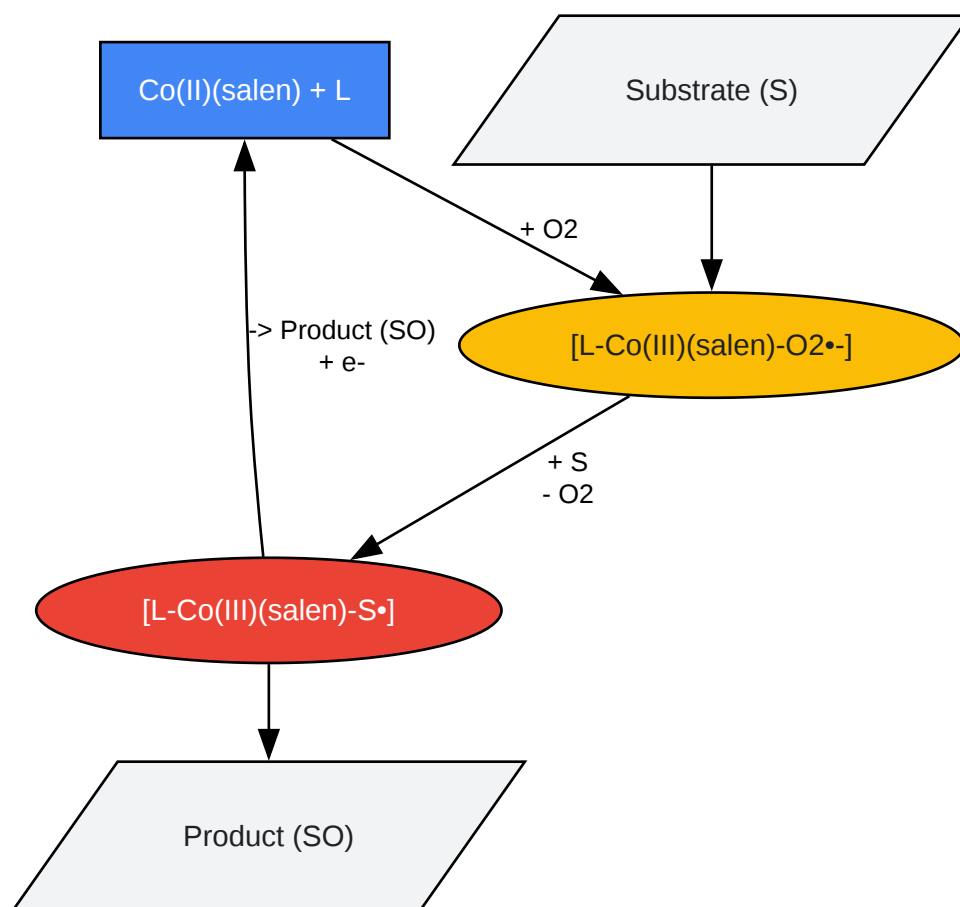 Co(II)(salen) + L
Substrate (S)
+ O2
[L-Co(III)(salen)-O2•-]
-> Product (SO)
+ e-
+ S
- O2
[L-Co(III)(salen)-S•]
Product (SO)